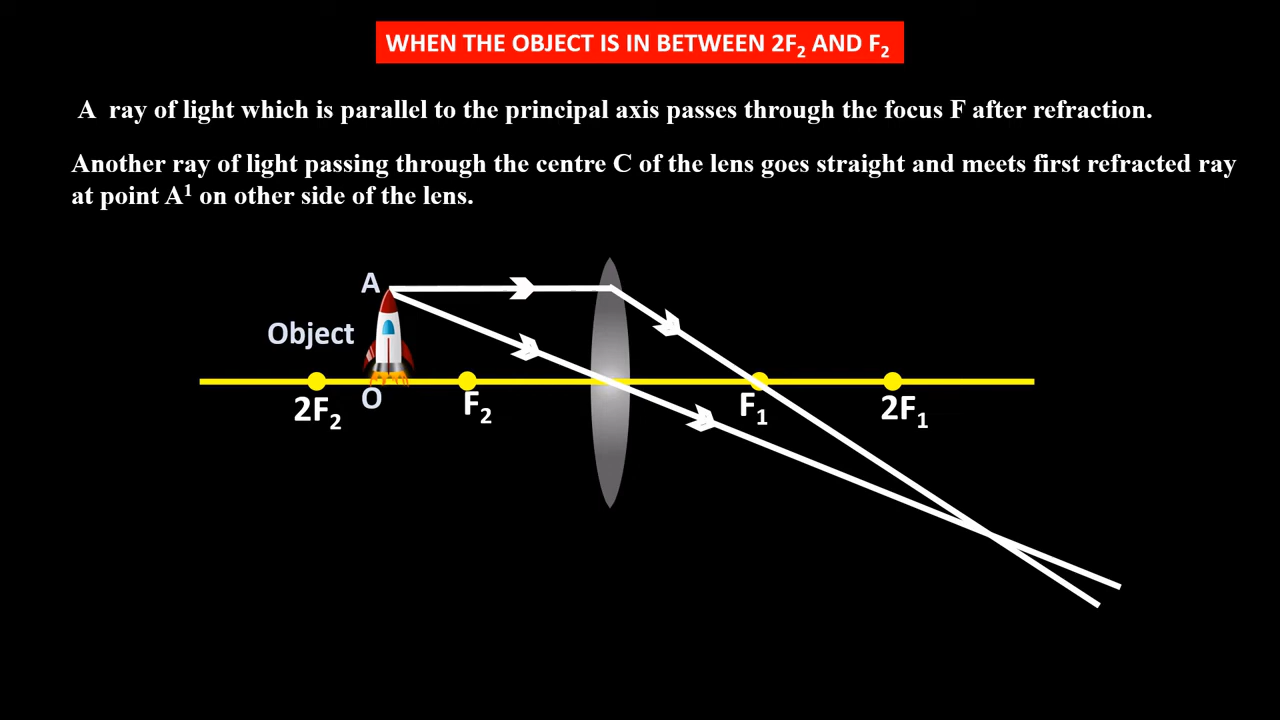 WHEN THE OBJECT IS IN BETWEEN 2F₂ AND F₂
A ray of light which is parallel to the principal axis passes through the focus F after refraction.
Another ray of light passing through the centre C of the lens goes straight and meets first refracted ray
at point A¹ on other side of the lens.
A
Object
O
2F₂
F₂
F₁
2F₁